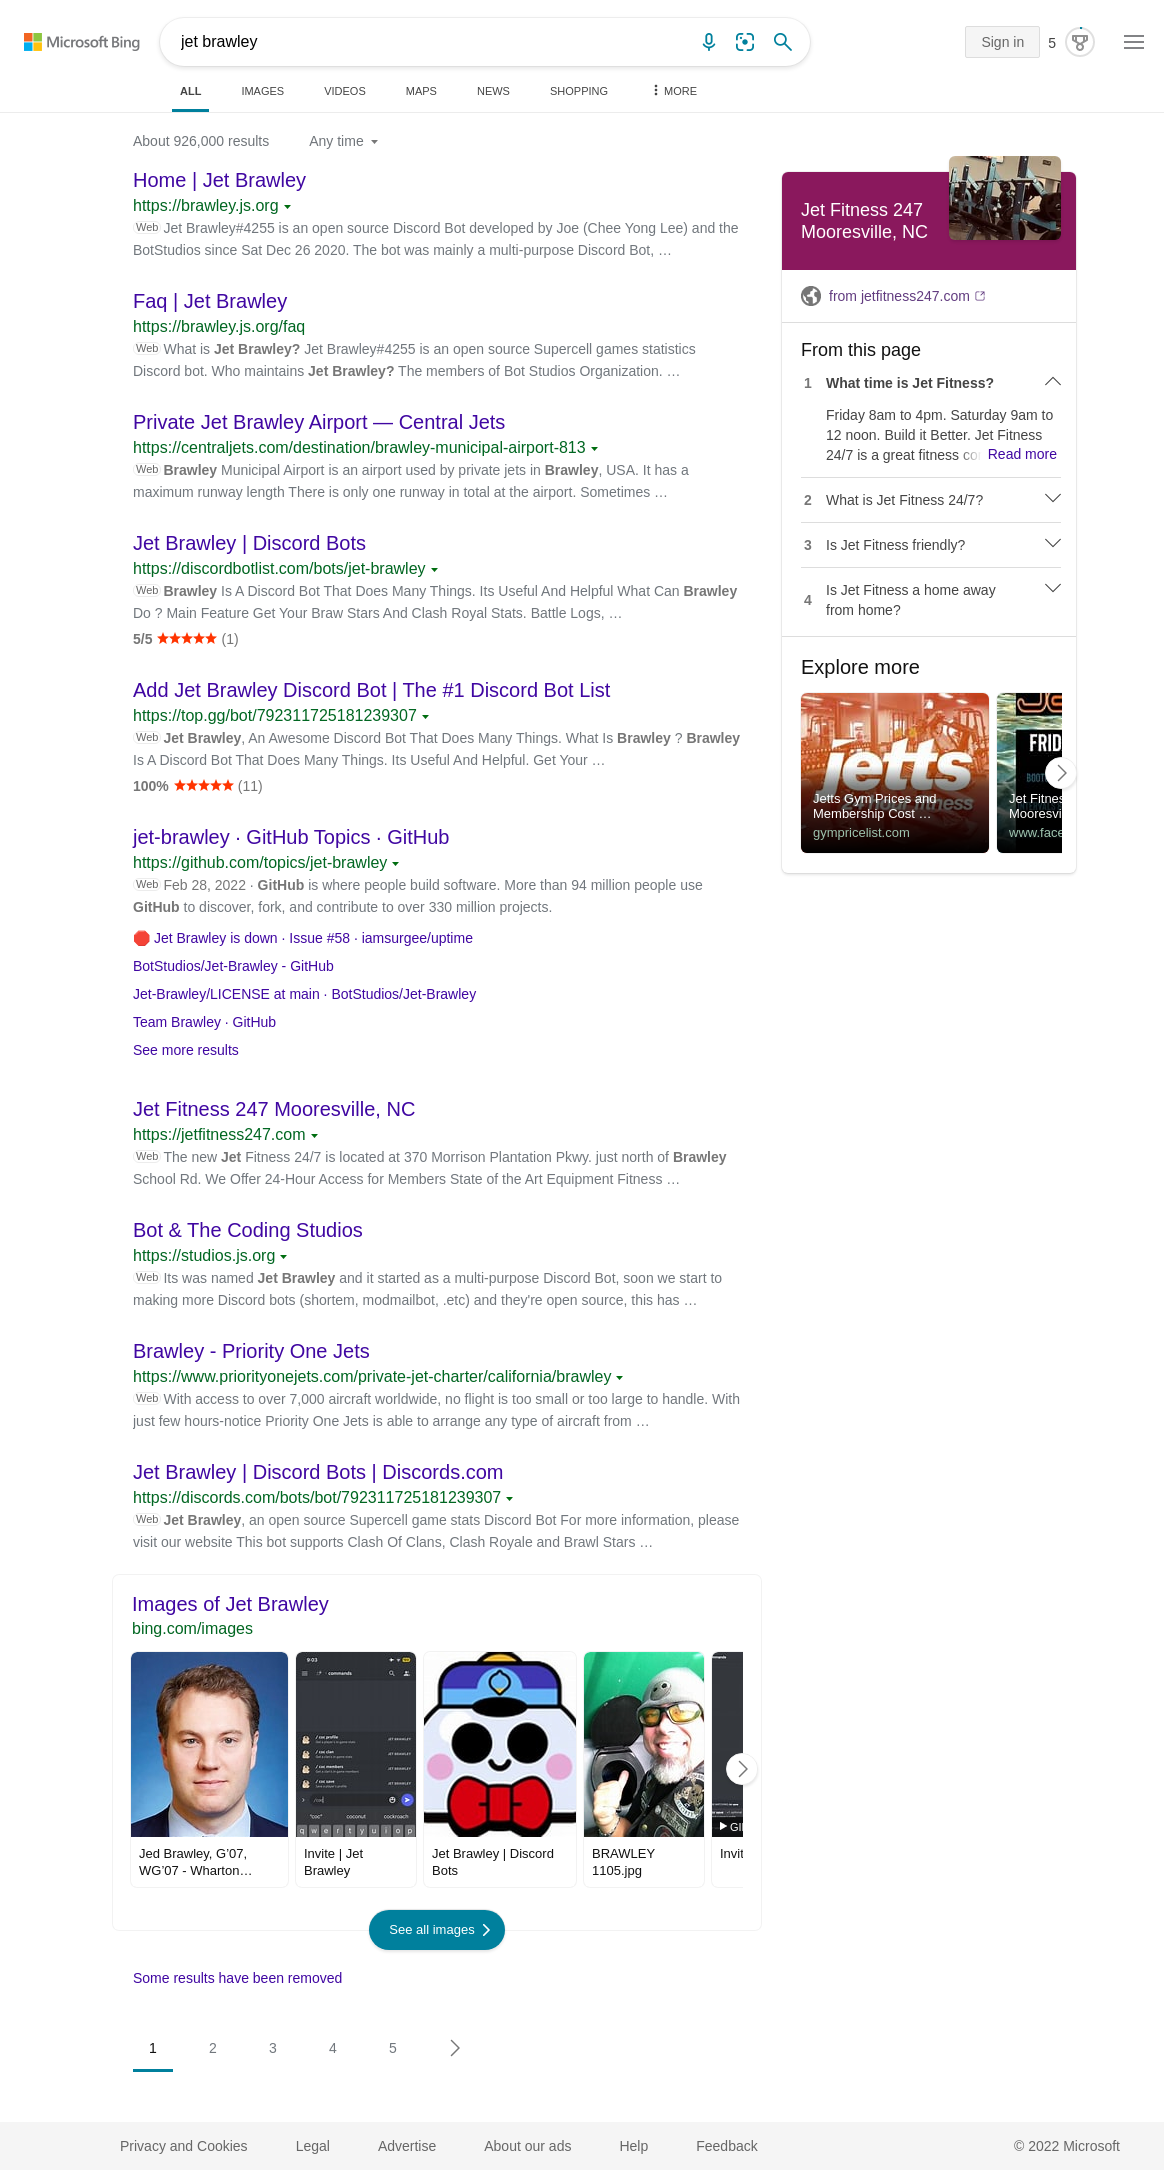 Microsoft Bing
jet brawley
Sign in
5
ALL
IMAGES
VIDEOS
MAPS
NEWS
SHOPPING
MORE
About 926,000 results
Any time
Home | Jet Brawley
https://brawley.js.org
Web Jet Brawley#4255 is an open source Discord Bot developed by Joe (Chee Yong Lee) and the
BotStudios since Sat Dec 26 2020. The bot was mainly a multi-purpose Discord Bot, …
Faq | Jet Brawley
https://brawley.js.org/faq
Web What is Jet Brawley? Jet Brawley#4255 is an open source Supercell games statistics
Discord bot. Who maintains Jet Brawley? The members of Bot Studios Organization. …
Private Jet Brawley Airport — Central Jets
https://centraljets.com/destination/brawley-municipal-airport-813
Web Brawley Municipal Airport is an airport used by private jets in Brawley, USA. It has a
maximum runway length There is only one runway in total at the airport. Sometimes …
Jet Brawley | Discord Bots
https://discordbotlist.com/bots/jet-brawley
Web Brawley Is A Discord Bot That Does Many Things. Its Useful And Helpful What Can Brawley
Do ? Main Feature Get Your Braw Stars And Clash Royal Stats. Battle Logs, …
5/5 ★★★★★ (1)
Add Jet Brawley Discord Bot | The #1 Discord Bot List
https://top.gg/bot/792311725181239307
Web Jet Brawley, An Awesome Discord Bot That Does Many Things. What Is Brawley ? Brawley
Is A Discord Bot That Does Many Things. Its Useful And Helpful. Get Your …
100% ★★★★★ (11)
jet-brawley · GitHub Topics · GitHub
https://github.com/topics/jet-brawley
Web Feb 28, 2022 · GitHub is where people build software. More than 94 million people use
GitHub to discover, fork, and contribute to over 330 million projects.
🛑 Jet Brawley is down · Issue #58 · iamsurgee/uptime
BotStudios/Jet-Brawley - GitHub
Jet-Brawley/LICENSE at main · BotStudios/Jet-Brawley
Team Brawley · GitHub
See more results
Jet Fitness 247 Mooresville, NC
https://jetfitness247.com
Web The new Jet Fitness 24/7 is located at 370 Morrison Plantation Pkwy. just north of Brawley
School Rd. We Offer 24-Hour Access for Members State of the Art Equipment Fitness …
Bot & The Coding Studios
https://studios.js.org
Web Its was named Jet Brawley and it started as a multi-purpose Discord Bot, soon we start to
making more Discord bots (shortem, modmailbot, .etc) and they're open source, this has …
Brawley - Priority One Jets
https://www.priorityonejets.com/private-jet-charter/california/brawley
Web With access to over 7,000 aircraft worldwide, no flight is too small or too large to handle. With
just few hours-notice Priority One Jets is able to arrange any type of aircraft from …
Jet Brawley | Discord Bots | Discords.com
https://discords.com/bots/bot/792311725181239307
Web Jet Brawley, an open source Supercell game stats Discord Bot For more information, please
visit our website This bot supports Clash Of Clans, Clash Royale and Brawl Stars …
Images of Jet Brawley
bing.com/images
9:03
commands
/ coc profile
/ coc clan
/ coc members
/ coc save
JET BRAWLEY
JET BRAWLEY
JET BRAWLEY
JET BRAWLEY
/coc
"coc" coconut cockroach
q w e r t y u i o p
GIF
Jed Brawley, G'07,
WG'07 - Wharton…
Invite | Jet
Brawley
Jet Brawley | Discord
Bots
BRAWLEY
1105.jpg
Invit
See all images
Some results have been removed
1 2 3 4 5
Jet Fitness 247
Mooresville, NC
from jetfitness247.com
From this page
1 What time is Jet Fitness?
Friday 8am to 4pm. Saturday 9am to
12 noon. Build it Better. Jet Fitness
24/7 is a great fitness co Read more
2 What is Jet Fitness 24/7?
3 Is Jet Fitness friendly?
4 Is Jet Fitness a home away
from home?
Explore more
jetts
24 hour fitness
Jetts Gym Prices and
Membership Cost …
gympricelist.com
FRID
BOOT
Jet Fitnes
Mooresvi
www.face
Privacy and Cookies
Legal
Advertise
About our ads
Help
Feedback
© 2022 Microsoft